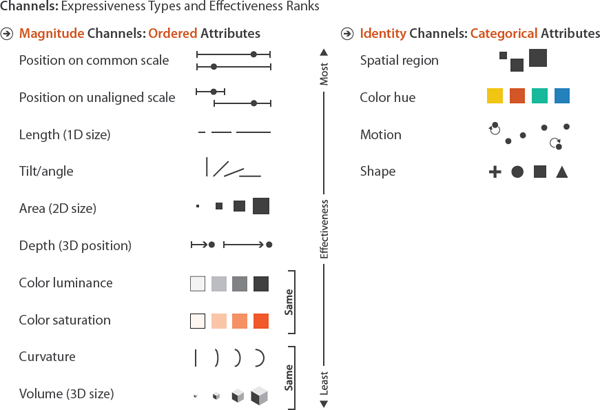 Channels: Expressiveness Types and Effectiveness Ranks
Magnitude Channels: Ordered Attributes
Position on common scale
Position on unaligned scale
Length (1D size)
Tilt/angle
Area (2D size)
Depth (3D position)
Color luminance
Color saturation
Curvature
Volume (3D size)
Same
Same
Most
Effectiveness
Least
Identity Channels: Categorical Attributes
Spatial region
Color hue
Motion
Shape